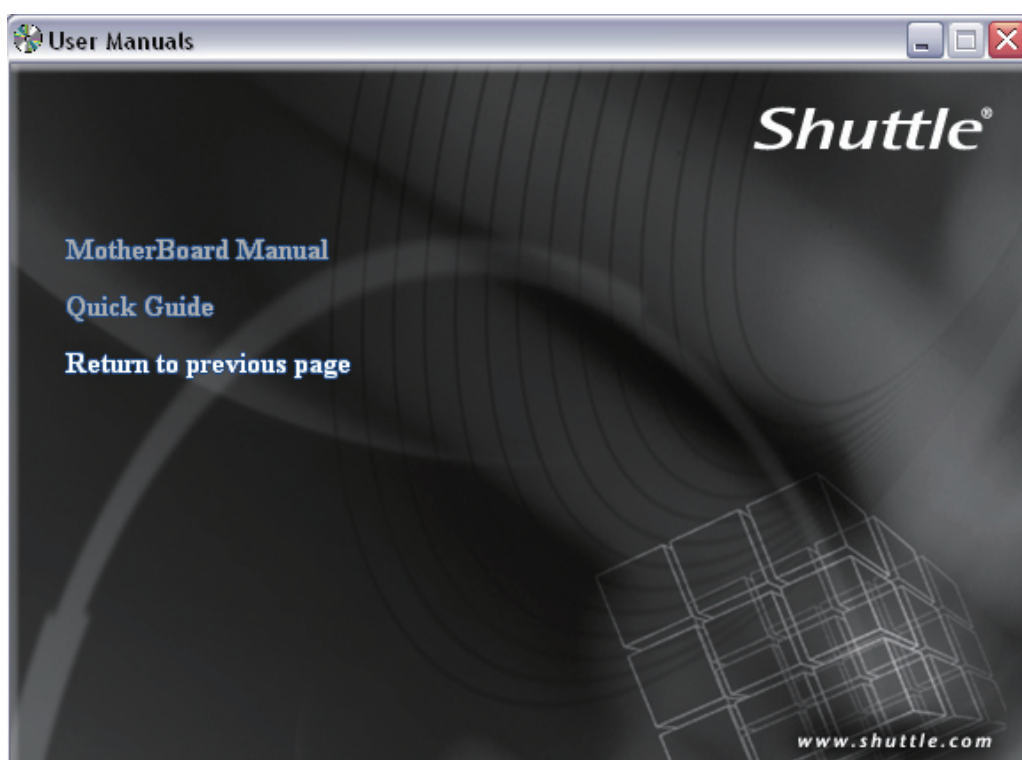 User Manuals
Shuttle®
MotherBoard Manual
Quick Guide
Return to previous page
www.shuttle.com